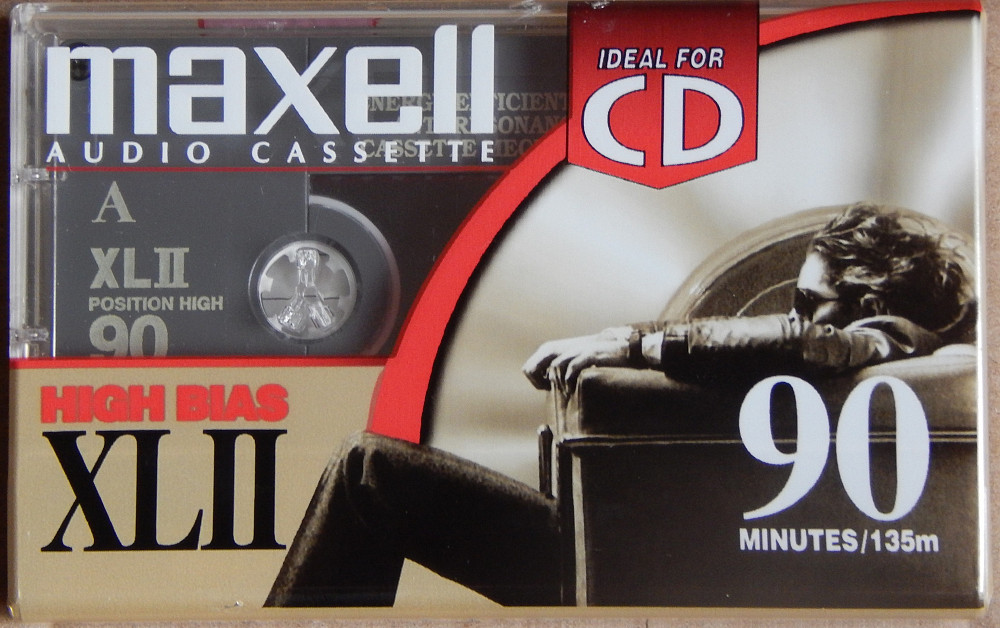 maxell
AUDIO CASSETTE
IDEAL FOR
CD
A
XLII
POSITION HIGH
90
HIGH BIAS
XLII
90
MINUTES/135m